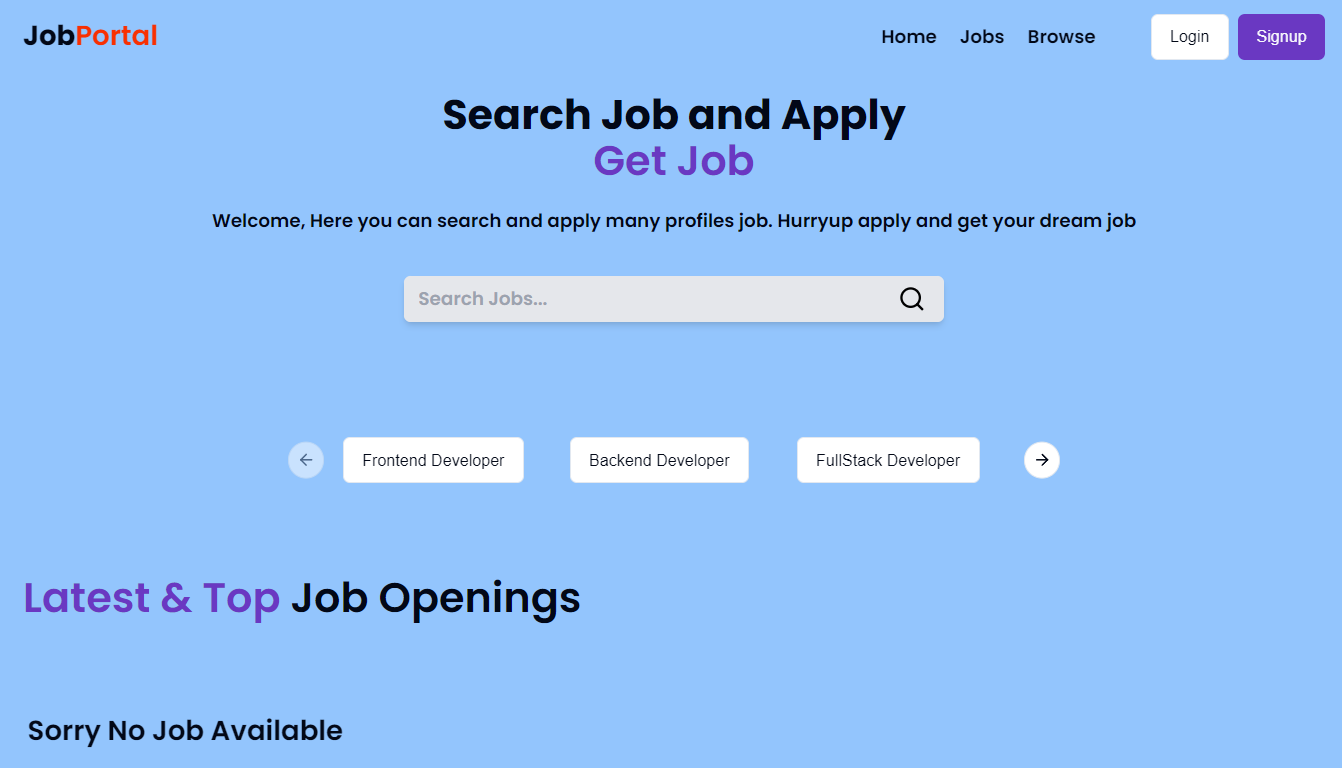 JobPortal
Home Jobs Browse Login Signup
Search Job and Apply
Get Job
Welcome, Here you can search and apply many profiles job. Hurryup apply and get your dream job
Search Jobs...
Frontend Developer Backend Developer FullStack Developer
Latest & Top Job Openings
Sorry No Job Available